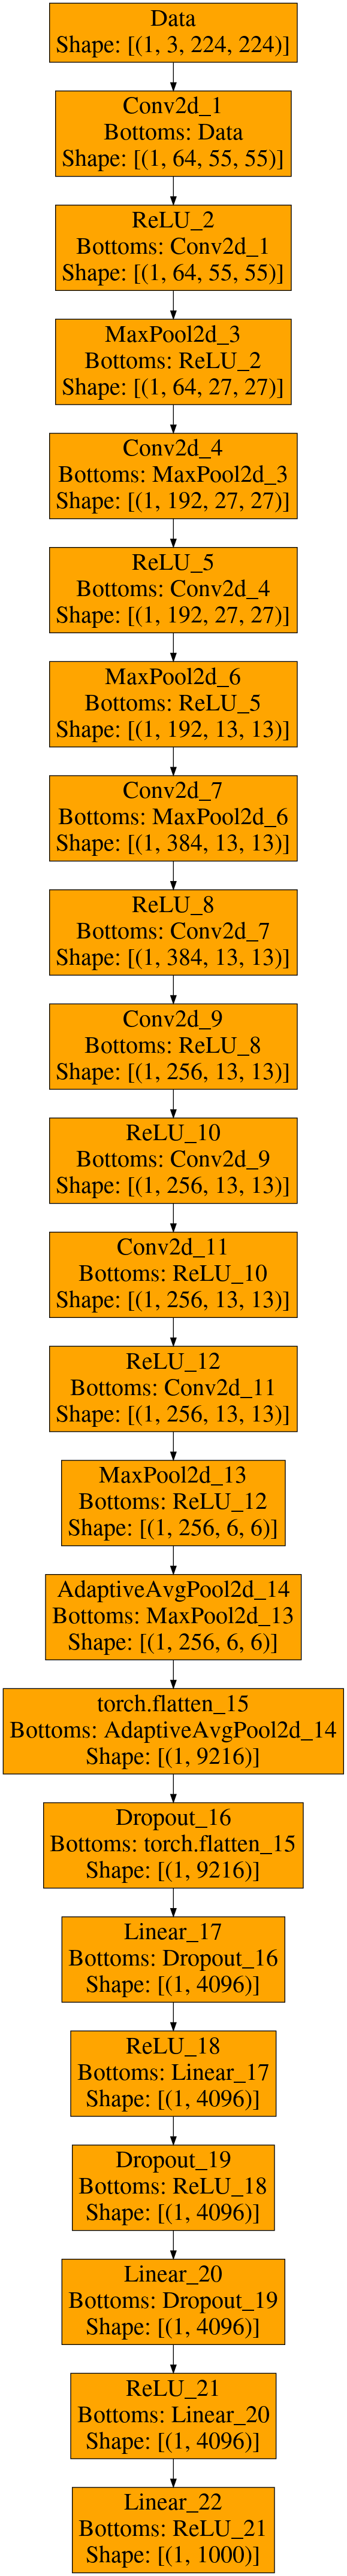 Data
Shape: [(1, 3, 224, 224)]
Conv2d_1
Bottoms: Data
Shape: [(1, 64, 55, 55)]
ReLU_2
Bottoms: Conv2d_1
Shape: [(1, 64, 55, 55)]
MaxPool2d_3
Bottoms: ReLU_2
Shape: [(1, 64, 27, 27)]
Conv2d_4
Bottoms: MaxPool2d_3
Shape: [(1, 192, 27, 27)]
ReLU_5
Bottoms: Conv2d_4
Shape: [(1, 192, 27, 27)]
MaxPool2d_6
Bottoms: ReLU_5
Shape: [(1, 192, 13, 13)]
Conv2d_7
Bottoms: MaxPool2d_6
Shape: [(1, 384, 13, 13)]
ReLU_8
Bottoms: Conv2d_7
Shape: [(1, 384, 13, 13)]
Conv2d_9
Bottoms: ReLU_8
Shape: [(1, 256, 13, 13)]
ReLU_10
Bottoms: Conv2d_9
Shape: [(1, 256, 13, 13)]
Conv2d_11
Bottoms: ReLU_10
Shape: [(1, 256, 13, 13)]
ReLU_12
Bottoms: Conv2d_11
Shape: [(1, 256, 13, 13)]
MaxPool2d_13
Bottoms: ReLU_12
Shape: [(1, 256, 6, 6)]
AdaptiveAvgPool2d_14
Bottoms: MaxPool2d_13
Shape: [(1, 256, 6, 6)]
torch.flatten_15
Bottoms: AdaptiveAvgPool2d_14
Shape: [(1, 9216)]
Dropout_16
Bottoms: torch.flatten_15
Shape: [(1, 9216)]
Linear_17
Bottoms: Dropout_16
Shape: [(1, 4096)]
ReLU_18
Bottoms: Linear_17
Shape: [(1, 4096)]
Dropout_19
Bottoms: ReLU_18
Shape: [(1, 4096)]
Linear_20
Bottoms: Dropout_19
Shape: [(1, 4096)]
ReLU_21
Bottoms: Linear_20
Shape: [(1, 4096)]
Linear_22
Bottoms: ReLU_21
Shape: [(1, 1000)]